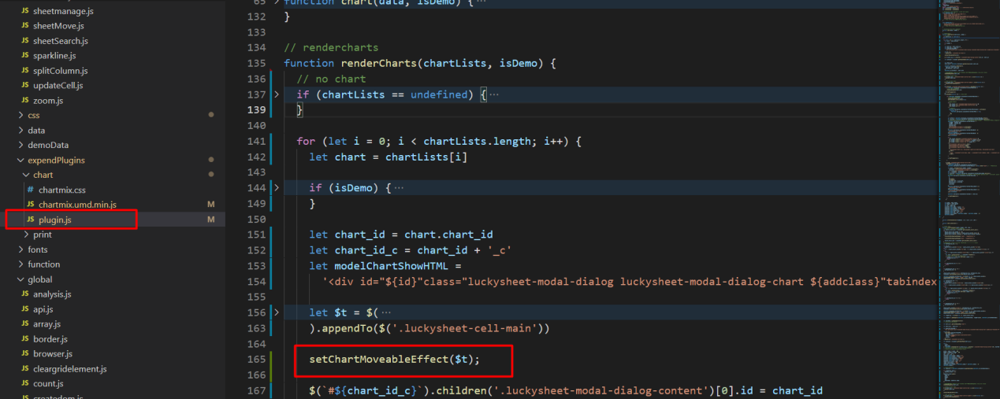 JS sheetmanage.js
JS sheetMove.js
JS sheetSearch.js
JS sparkline.js
JS splitColumn.js
JS updateCell.js
JS zoom.js
> css
> data
> demoData
expendPlugins
chart
# chartmix.css
JS chartmix.umd.min.js M
JS plugin.js M
> print
> fonts
> function
global
JS analysis.js
JS api.js
JS array.js
JS border.js
JS browser.js
JS cleargridelement.js
JS count.js
JS createdom.js
65 > function chart(data, isDemo) { ···
132 }
133
134 // rendercharts
135 function renderCharts(chartLists, isDemo) {
136 // no chart
137 > if (chartLists == undefined) { ···
139 }
140
141 for (let i = 0; i < chartLists.length; i++) {
142 let chart = chartLists[i]
143
144 > if (isDemo) { ···
149 }
150
151 let chart_id = chart.chart_id
152 let chart_id_c = chart_id + '_c'
153 let modelChartShowHTML =
154 '<div id="${id}"class="luckysheet-modal-dialog luckysheet-modal-dialog-chart ${addclass}"tabindex
155
156 > let $t = $( ···
163 ).appendTo($('.luckysheet-cell-main'))
164
165 setChartMoveableEffect($t);
166
167 $(`#${chart_id_c}`).children('.luckysheet-modal-dialog-content')[0].id = chart_id